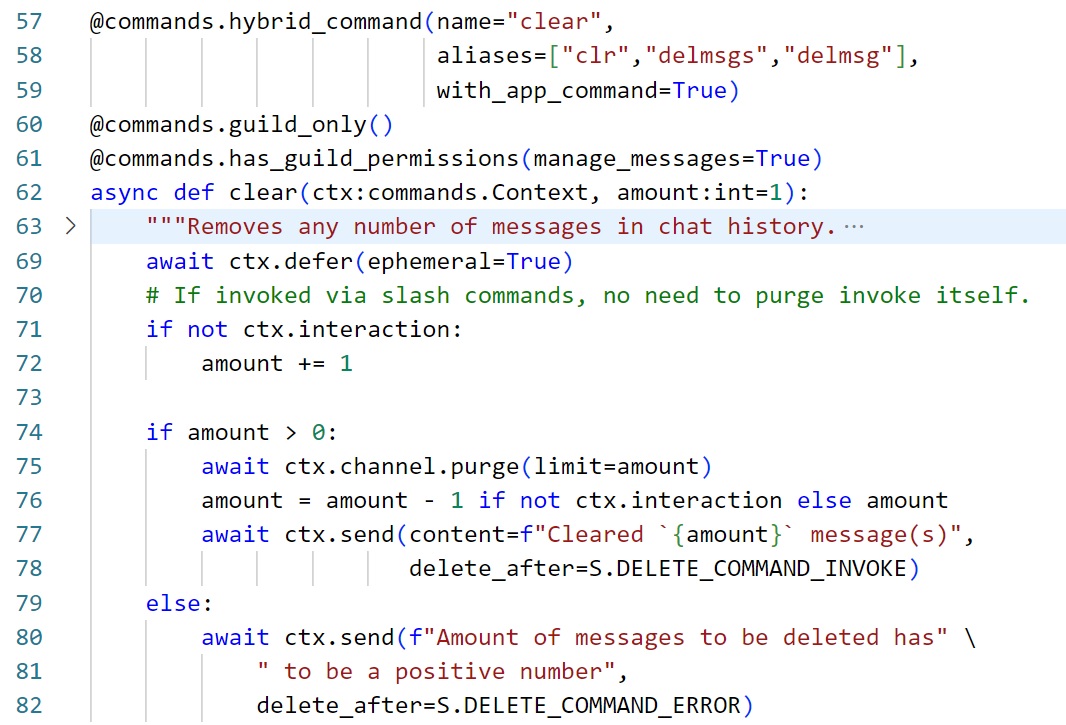 57 @commands.hybrid_command(name="clear",
58 aliases=["clr","delmsgs","delmsg"],
59 with_app_command=True)
60 @commands.guild_only()
61 @commands.has_guild_permissions(manage_messages=True)
62 async def clear(ctx:commands.Context, amount:int=1):
63 > """Removes any number of messages in chat history. ···
69 await ctx.defer(ephemeral=True)
70 # If invoked via slash commands, no need to purge invoke itself.
71 if not ctx.interaction:
72 amount += 1
73
74 if amount > 0:
75 await ctx.channel.purge(limit=amount)
76 amount = amount - 1 if not ctx.interaction else amount
77 await ctx.send(content=f"Cleared `{amount}` message(s)",
78 delete_after=S.DELETE_COMMAND_INVOKE)
79 else:
80 await ctx.send(f"Amount of messages to be deleted has" \
81 " to be a positive number",
82 delete_after=S.DELETE_COMMAND_ERROR)